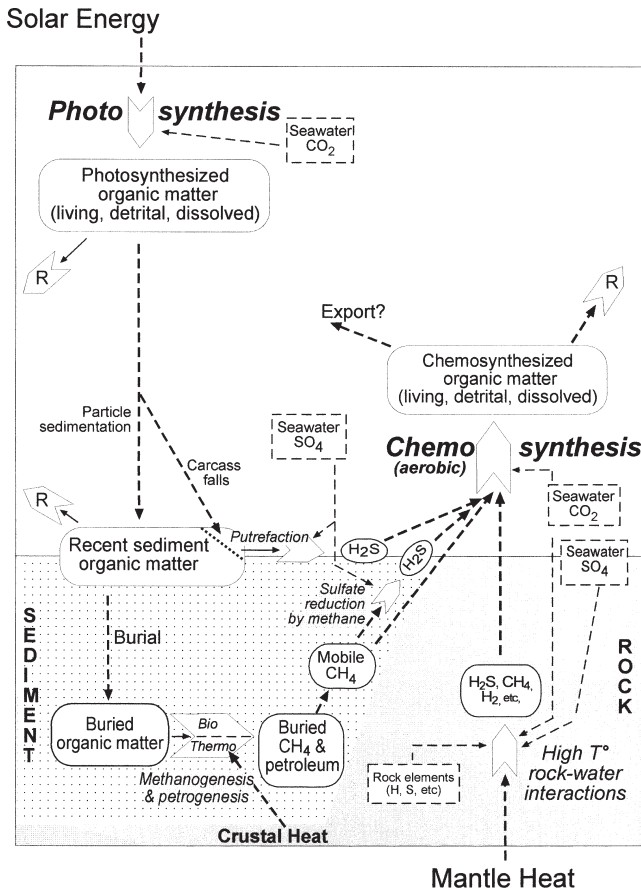 Solar Energy
Photo synthesis
Seawater
CO2
Photosynthesized
organic matter
(living, detrital, dissolved)
R
R
Export?
Chemosynthesized
organic matter
(living, detrital, dissolved)
Particle
sedimentation
Carcass
falls
Seawater
SO4
Chemo synthesis
(aerobic)
Seawater
CO2
R
Recent sediment
organic matter
Putrefaction
H2S
H2S
Seawater
SO4
Sulfate
reduction
by methane
SEDIMENT
Burial
Mobile
CH4
H2S, CH4,
H2, etc,
ROCK
Buried
organic matter
Bio
Thermo
Buried
CH4 &
petroleum
Methanogenesis
& petrogenesis
Rock elements
(H, S, etc)
High T°
rock-water
interactions
Crustal Heat
Mantle Heat